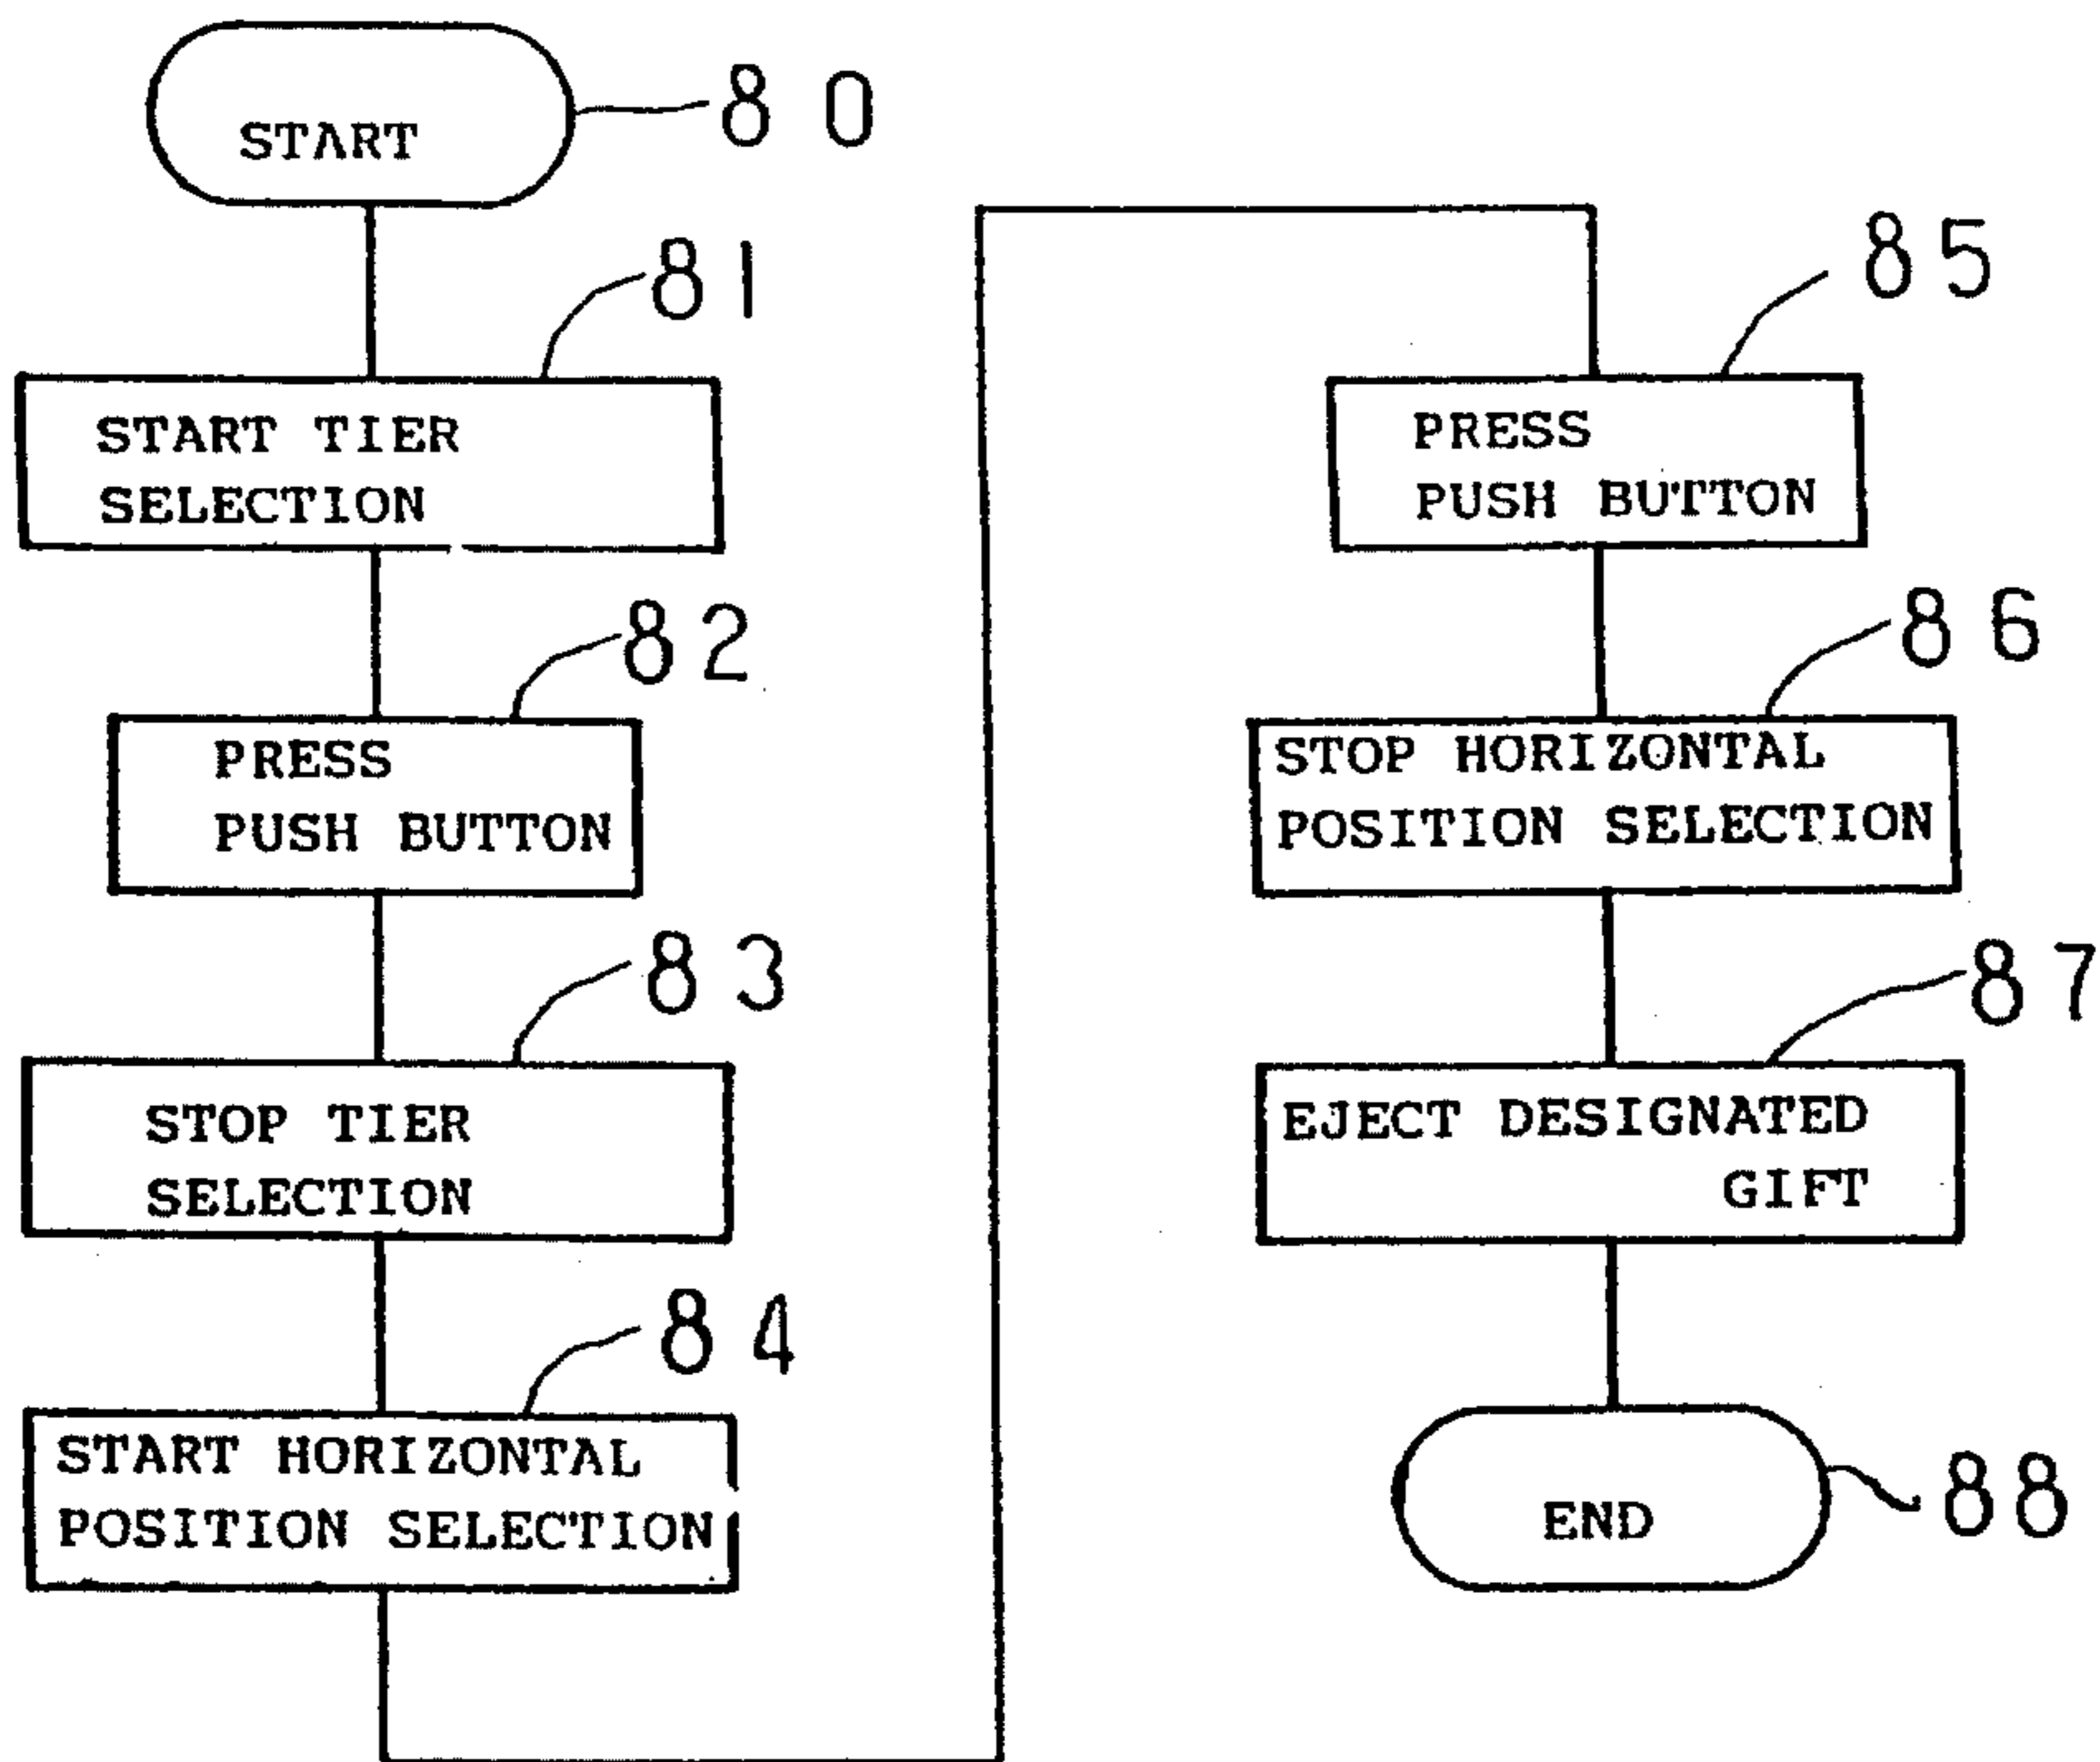 START
80
81
START TIER
SELECTION
82
PRESS
PUSH BUTTON
83
STOP TIER
SELECTION
84
START HORIZONTAL
POSITION SELECTION
85
PRESS
PUSH BUTTON
86
STOP HORIZONTAL
POSITION SELECTION
87
EJECT DESIGNATED
GIFT
88
END